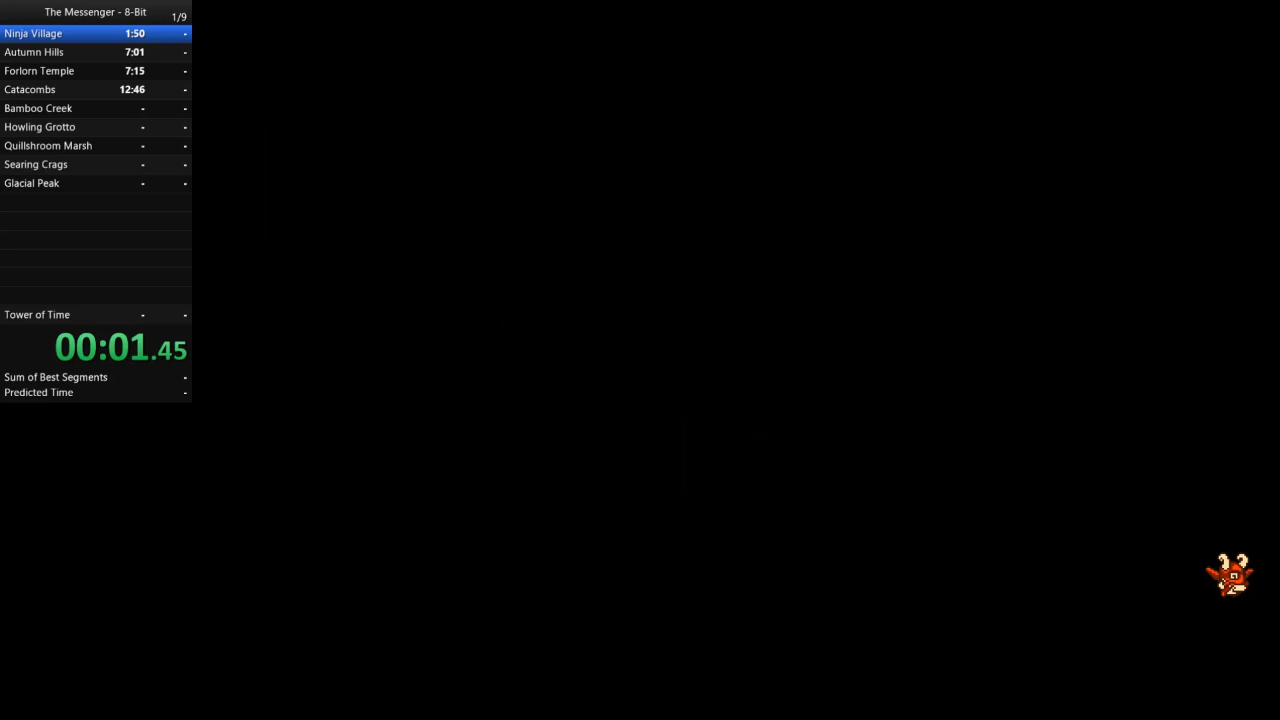 The Messenger - 8-Bit
1/9
Ninja Village 1:50 -
Autumn Hills 7:01 -
Forlorn Temple 7:15 -
Catacombs 12:46 -
Bamboo Creek - -
Howling Grotto - -
Quillshroom Marsh - -
Searing Crags - -
Glacial Peak - -
Tower of Time - -
00:01.45
Sum of Best Segments -
Predicted Time -